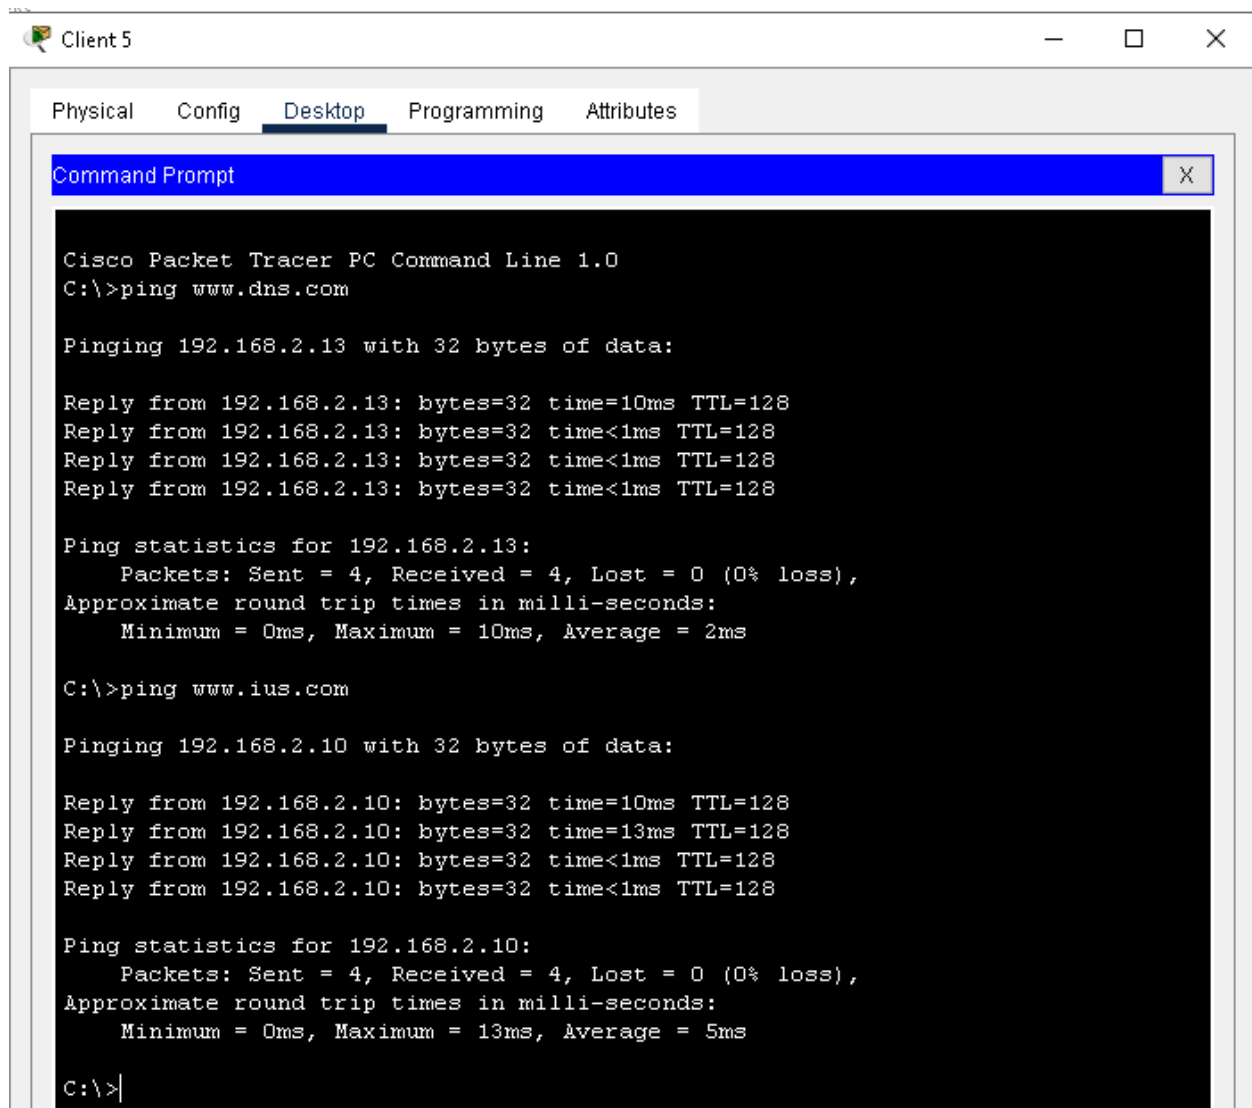 Client 5
Physical Config Desktop Programming Attributes
Command Prompt X
Cisco Packet Tracer PC Command Line 1.0
C:\>ping www.dns.com
Pinging 192.168.2.13 with 32 bytes of data:
Reply from 192.168.2.13: bytes=32 time=10ms TTL=128
Reply from 192.168.2.13: bytes=32 time<1ms TTL=128
Reply from 192.168.2.13: bytes=32 time<1ms TTL=128
Reply from 192.168.2.13: bytes=32 time<1ms TTL=128
Ping statistics for 192.168.2.13:
Packets: Sent = 4, Received = 4, Lost = 0 (0% loss),
Approximate round trip times in milli-seconds:
Minimum = 0ms, Maximum = 10ms, Average = 2ms
C:\>ping www.ius.com
Pinging 192.168.2.10 with 32 bytes of data:
Reply from 192.168.2.10: bytes=32 time=10ms TTL=128
Reply from 192.168.2.10: bytes=32 time=13ms TTL=128
Reply from 192.168.2.10: bytes=32 time<1ms TTL=128
Reply from 192.168.2.10: bytes=32 time<1ms TTL=128
Ping statistics for 192.168.2.10:
Packets: Sent = 4, Received = 4, Lost = 0 (0% loss),
Approximate round trip times in milli-seconds:
Minimum = 0ms, Maximum = 13ms, Average = 5ms
C:\>